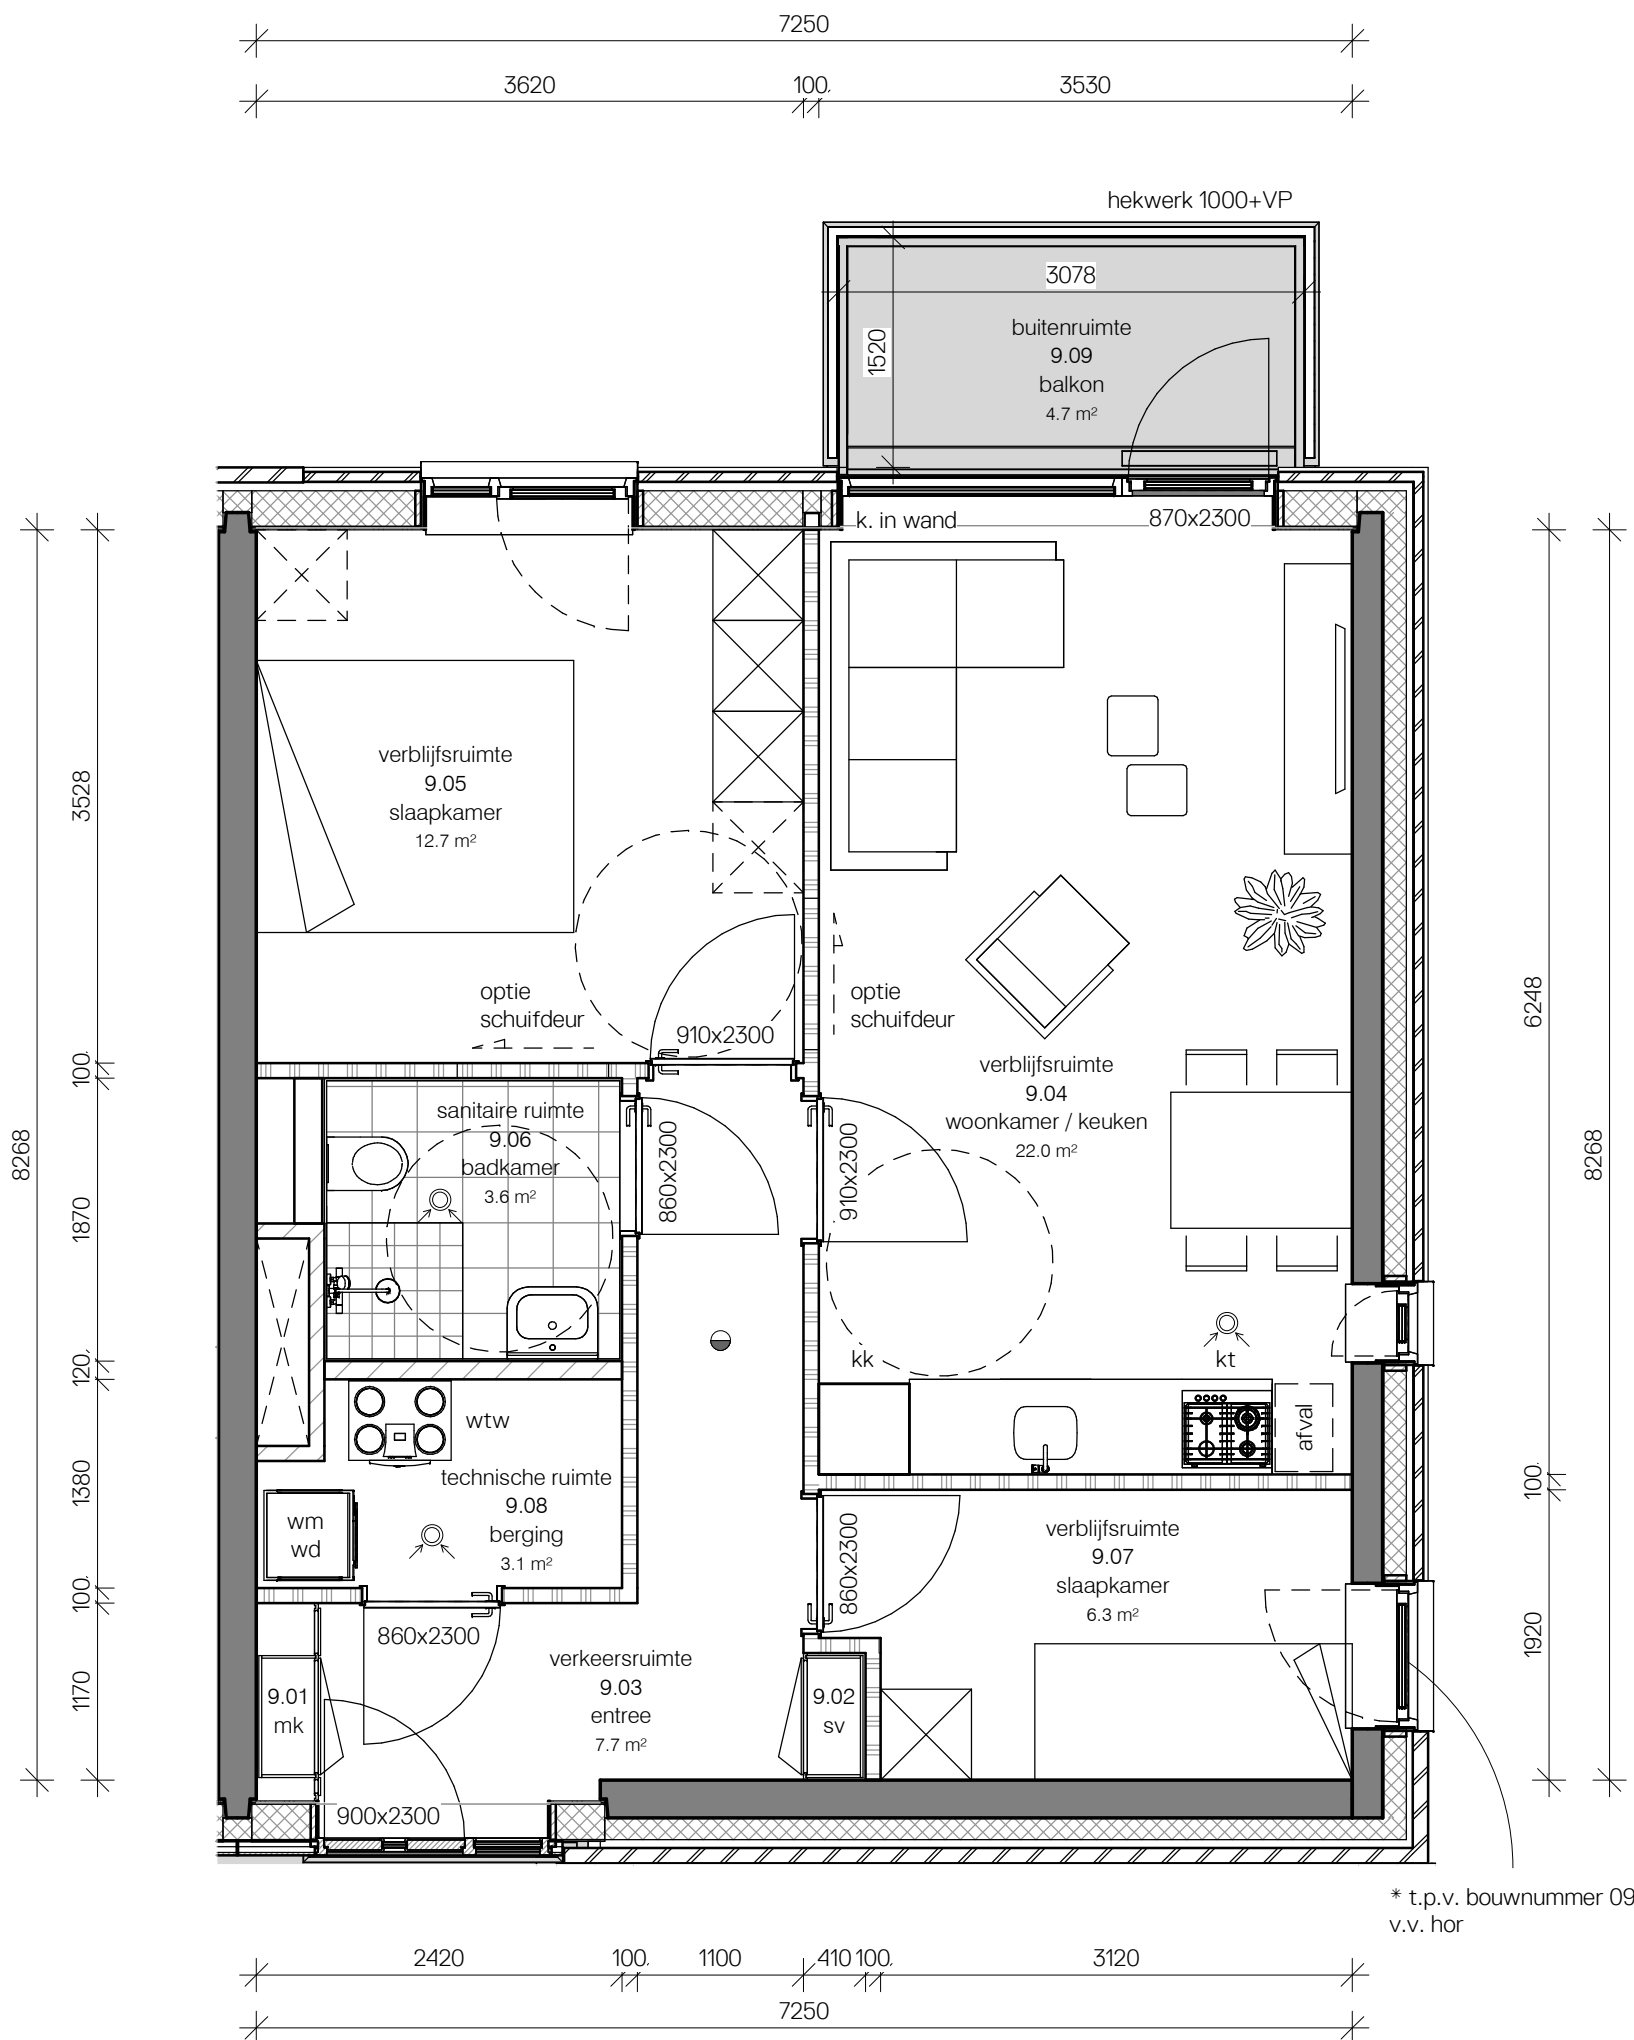 7250
3620
100
3530
hekwerk 1000+VP
3078
1520
buitenruimte
9.09
balkon
4.7 m²
k. in wand
870x2300
verblijfsruimte
9.05
slaapkamer
12.7 m²
3528
8268
optie
schuifdeur
910x2300
optie
schuifdeur
verblijfsruimte
9.04
woonkamer / keuken
22.0 m²
6248
8268
100
sanitaire ruimte
9.06
badkamer
3.6 m²
860x2300
910x2300
1870
120
kk
kt
afval
wtw
technische ruimte
9.08
berging
3.1 m²
wm
wd
1380
100
100
860x2300
verblijfsruimte
9.07
slaapkamer
6.3 m²
1920
860x2300
verkeersruimte
9.03
entree
7.7 m²
1170
9.01
mk
9.02
sv
900x2300
* t.p.v. bouwnummer 09
v.v. hor
2420
100
1100
410
100
3120
7250